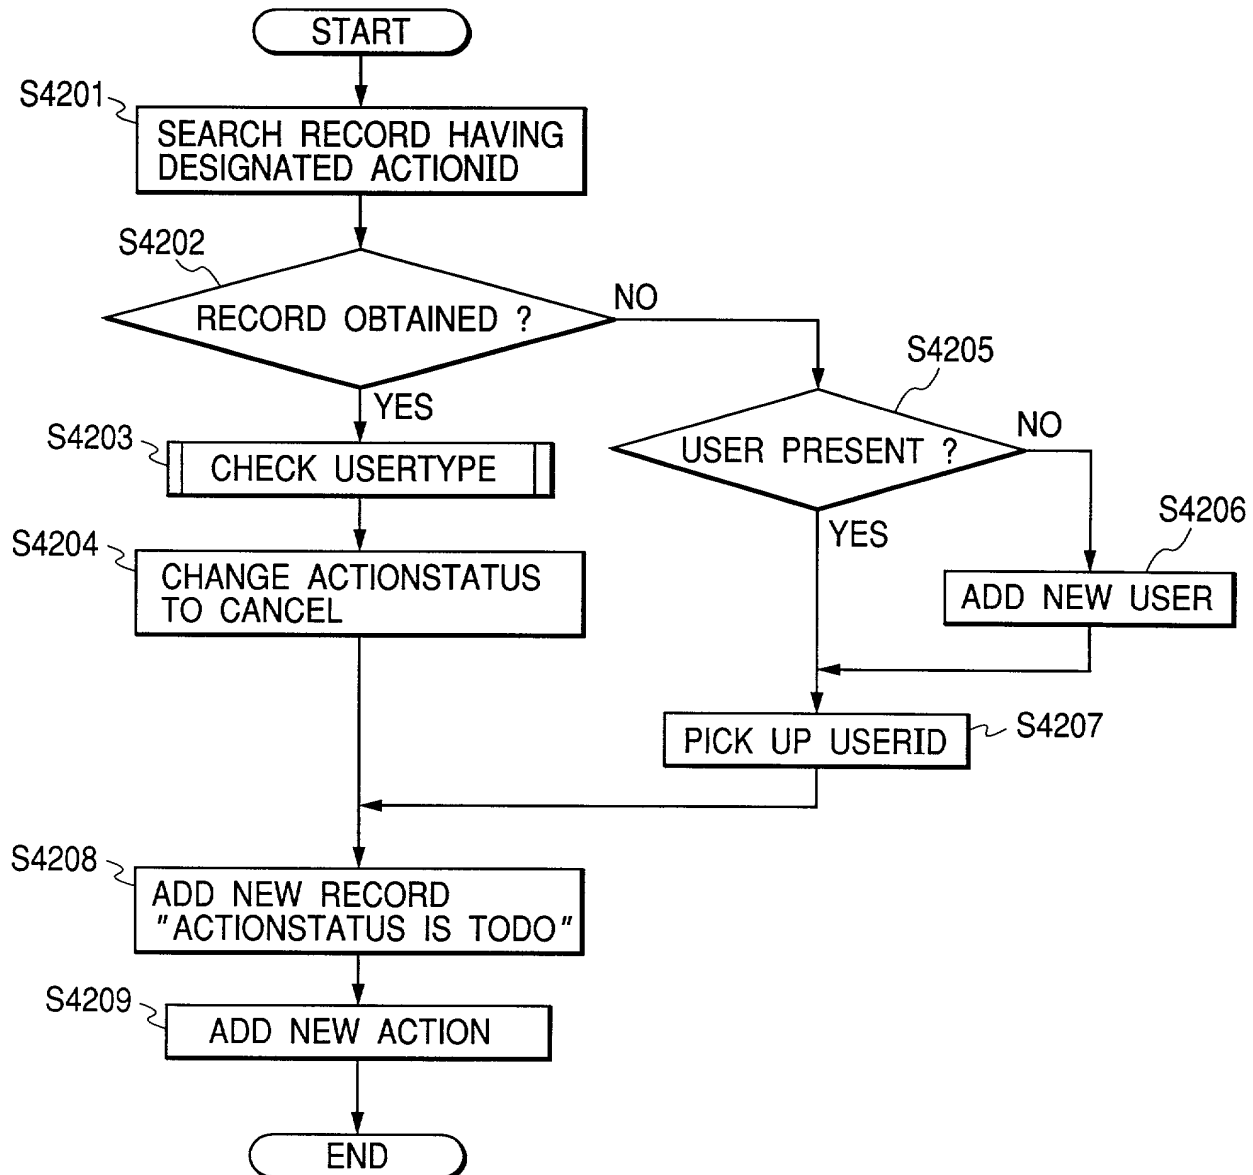 START
S4201
SEARCH RECORD HAVING
DESIGNATED ACTIONID
S4202
RECORD OBTAINED ?
NO
YES
S4205
USER PRESENT ?
NO
YES
S4203
CHECK USERTYPE
S4204
CHANGE ACTIONSTATUS
TO CANCEL
S4206
ADD NEW USER
PICK UP USERID
S4207
S4208
ADD NEW RECORD
"ACTIONSTATUS IS TODO"
S4209
ADD NEW ACTION
END